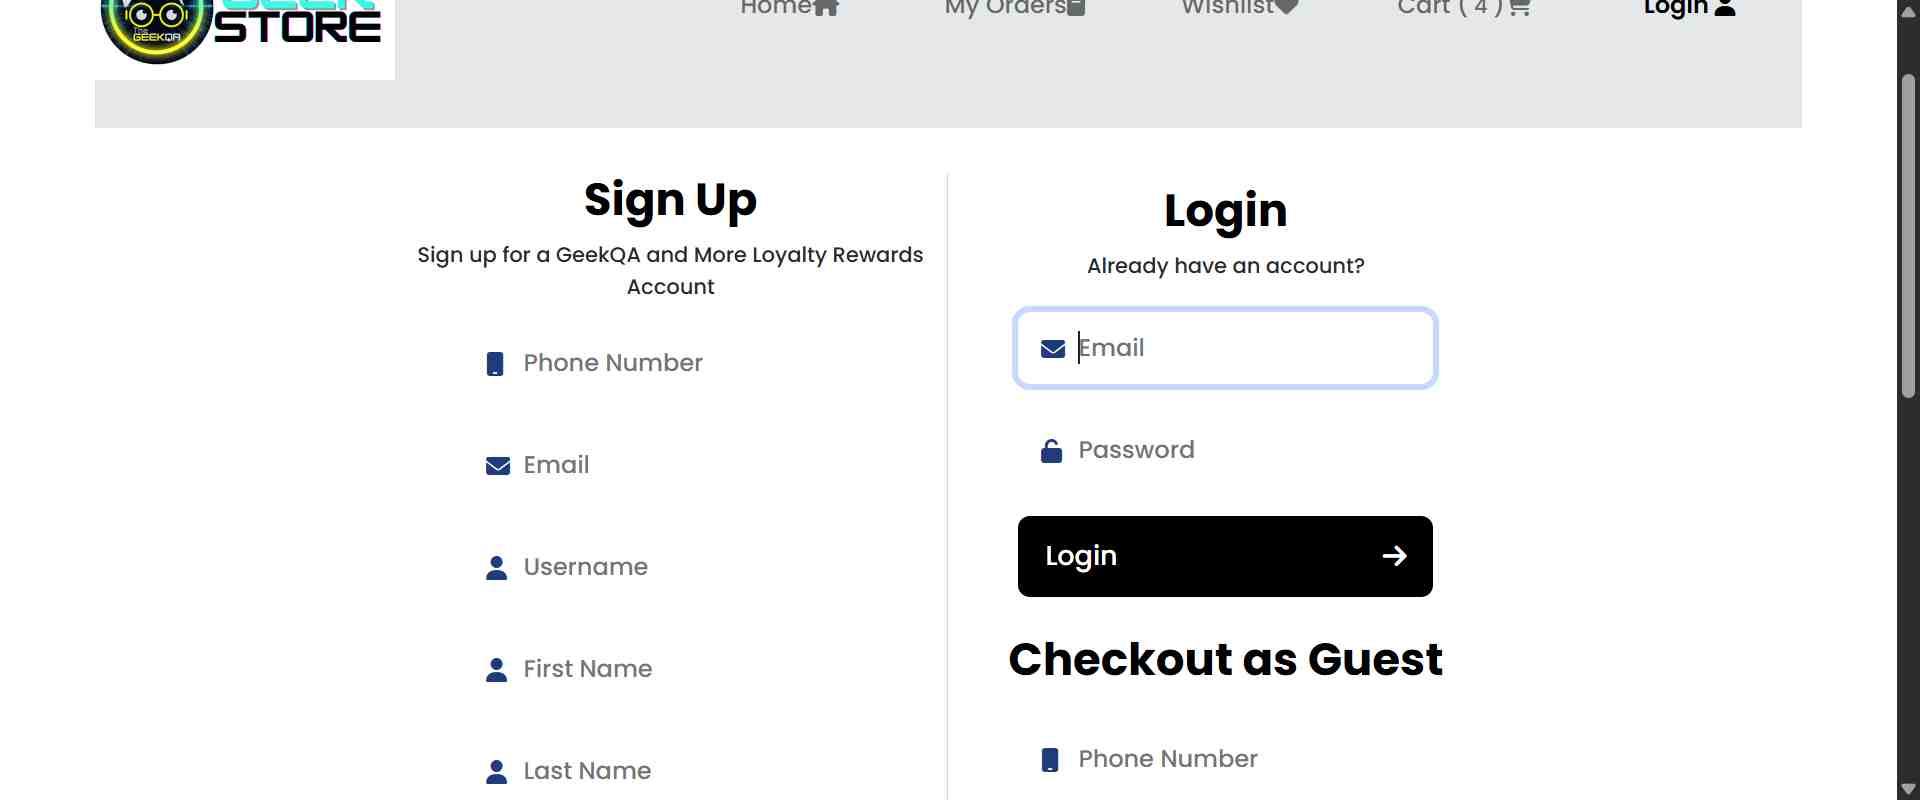 GEEK
STORE
The
GEEKQA
Home
My Orders
Wishlist
Cart ( 4 )
Login
Sign Up
Sign up for a GeekQA and More Loyalty Rewards
Account
Phone Number
Email
Username
First Name
Last Name
Login
Already have an account?
Email
Password
Login
Checkout as Guest
Phone Number